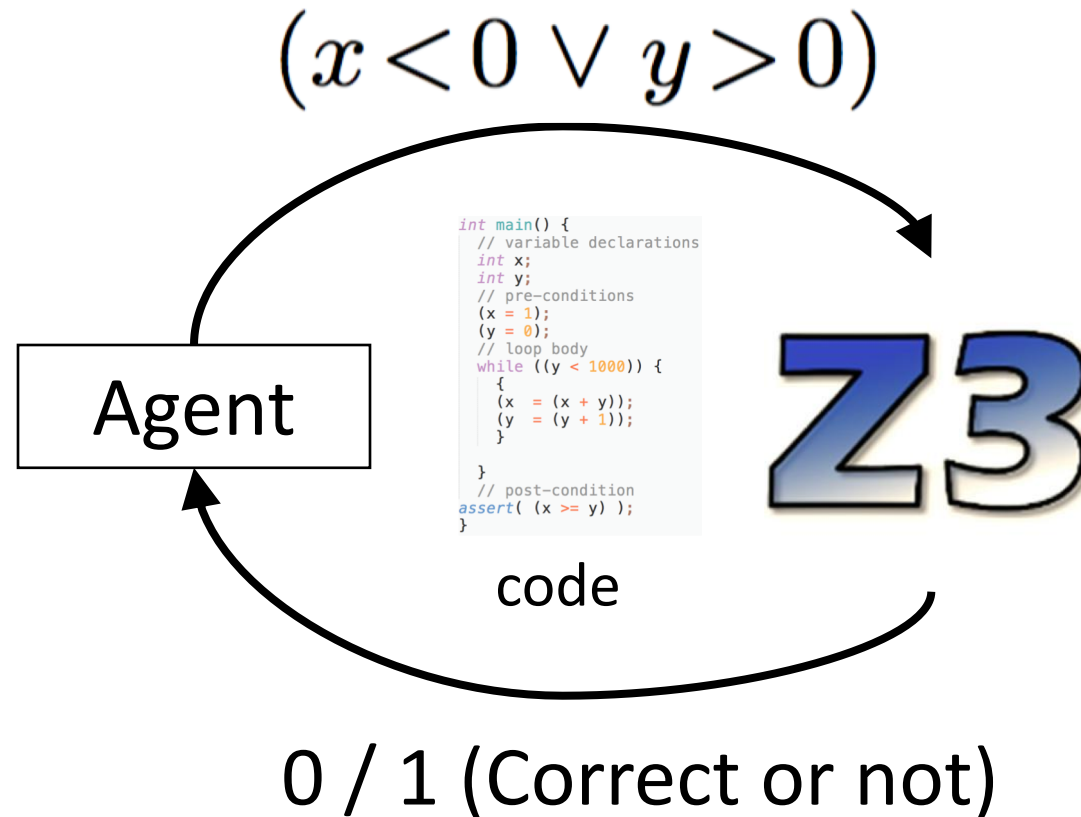 (x < 0 ∨ y > 0)
int main() {
// variable declarations
int x;
int y;
// pre-conditions
(x = 1);
(y = 0);
// loop body
while ((y < 1000)) {
{
(x = (x + y));
(y = (y + 1));
}
}
// post-condition
assert( (x >= y) );
}
Agent
Z3
code
0 / 1 (Correct or not)